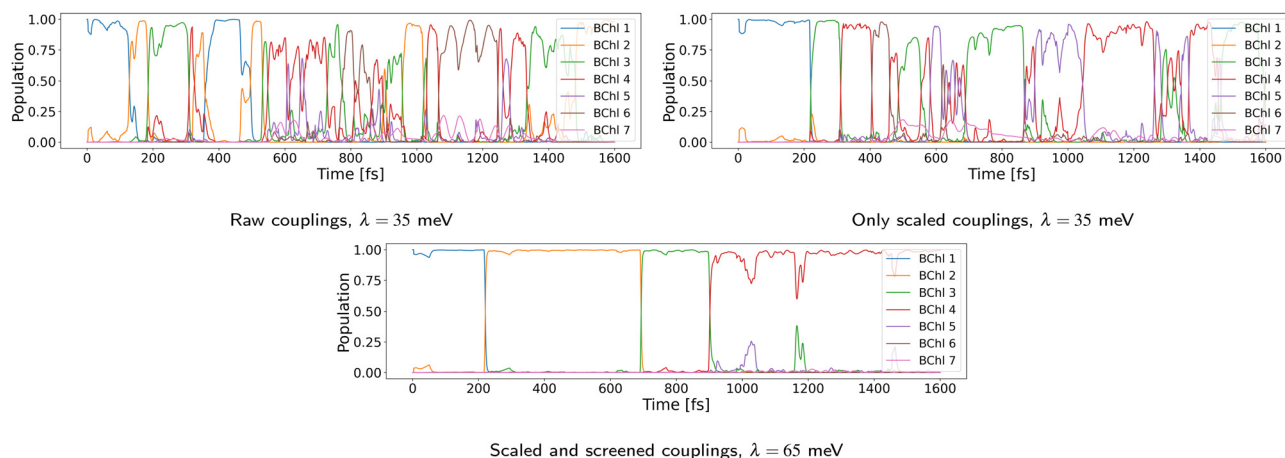 1.00
0.75
0.50
0.25
0.00
Population
0 200 400 600 800 1000 1200 1400 1600
Time [fs]
BChl 1
BChl 2
BChl 3
BChl 4
BChl 5
BChl 6
BChl 7
Raw couplings, λ = 35 meV
1.00
0.75
0.50
0.25
0.00
Population
0 200 400 600 800 1000 1200 1400 1600
Time [fs]
BChl 1
BChl 2
BChl 3
BChl 4
BChl 5
BChl 6
BChl 7
Only scaled couplings, λ = 35 meV
1.00
0.75
0.50
0.25
0.00
Population
0 200 400 600 800 1000 1200 1400 1600
Time [fs]
BChl 1
BChl 2
BChl 3
BChl 4
BChl 5
BChl 6
BChl 7
Scaled and screened couplings, λ = 65 meV